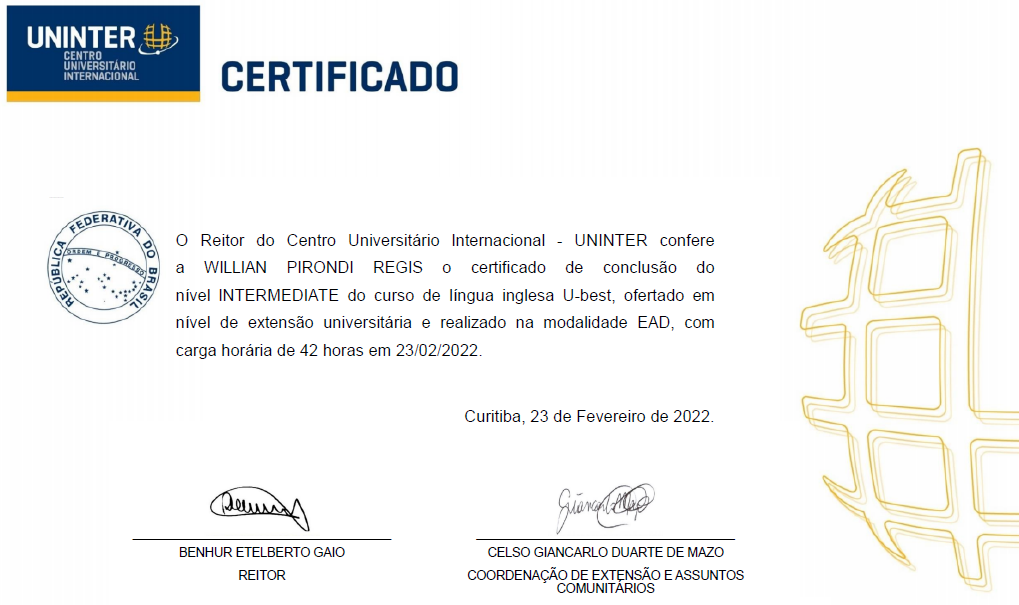 UNINTER
CENTRO
UNIVERSITÁRIO
INTERNACIONAL
CERTIFICADO
REPÚBLICA FEDERATIVA DO BRASIL
ORDEM E PROGRESSO
O Reitor do Centro Universitário Internacional - UNINTER confere
a WILLIAN PIRONDI REGIS o certificado de conclusão do
nível INTERMEDIATE do curso de língua inglesa U-best, ofertado em
nível de extensão universitária e realizado na modalidade EAD, com
carga horária de 42 horas em 23/02/2022.
Curitiba, 23 de Fevereiro de 2022.
BENHUR ETELBERTO GAIO
REITOR
CELSO GIANCARLO DUARTE DE MAZO
COORDENAÇÃO DE EXTENSÃO E ASSUNTOS
COMUNITÁRIOS